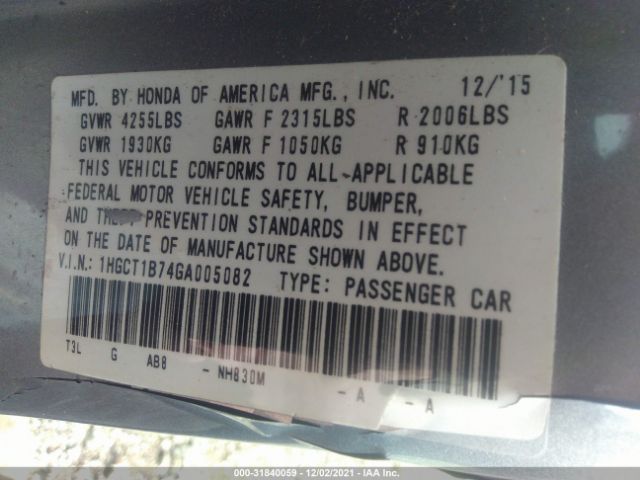 MFD. BY HONDA OF AMERICA MFG., INC. 12/'15
GVWR 4255LBS GAWR F 2315LBS R 2006LBS
GVWR 1930KG GAWR F 1050KG R 910KG
THIS VEHICLE CONFORMS TO ALL APPLICABLE
FEDERAL MOTOR VEHICLE SAFETY, BUMPER,
AND THEFT PREVENTION STANDARDS IN EFFECT
ON THE DATE OF MANUFACTURE SHOWN ABOVE.
V.I.N.: 1HGCT1B74GA005082 TYPE: PASSENGER CAR
T3L G AB8 - NH830M - A - A
000-31840059 - 12/02/2021 - IAA Inc.